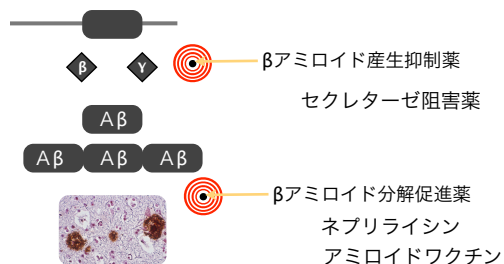 β γ
βアミロイド産生抑制薬
セクレターゼ阻害薬
Aβ
Aβ Aβ Aβ
βアミロイド分解促進薬
ネプリライシン
アミロイドワクチン